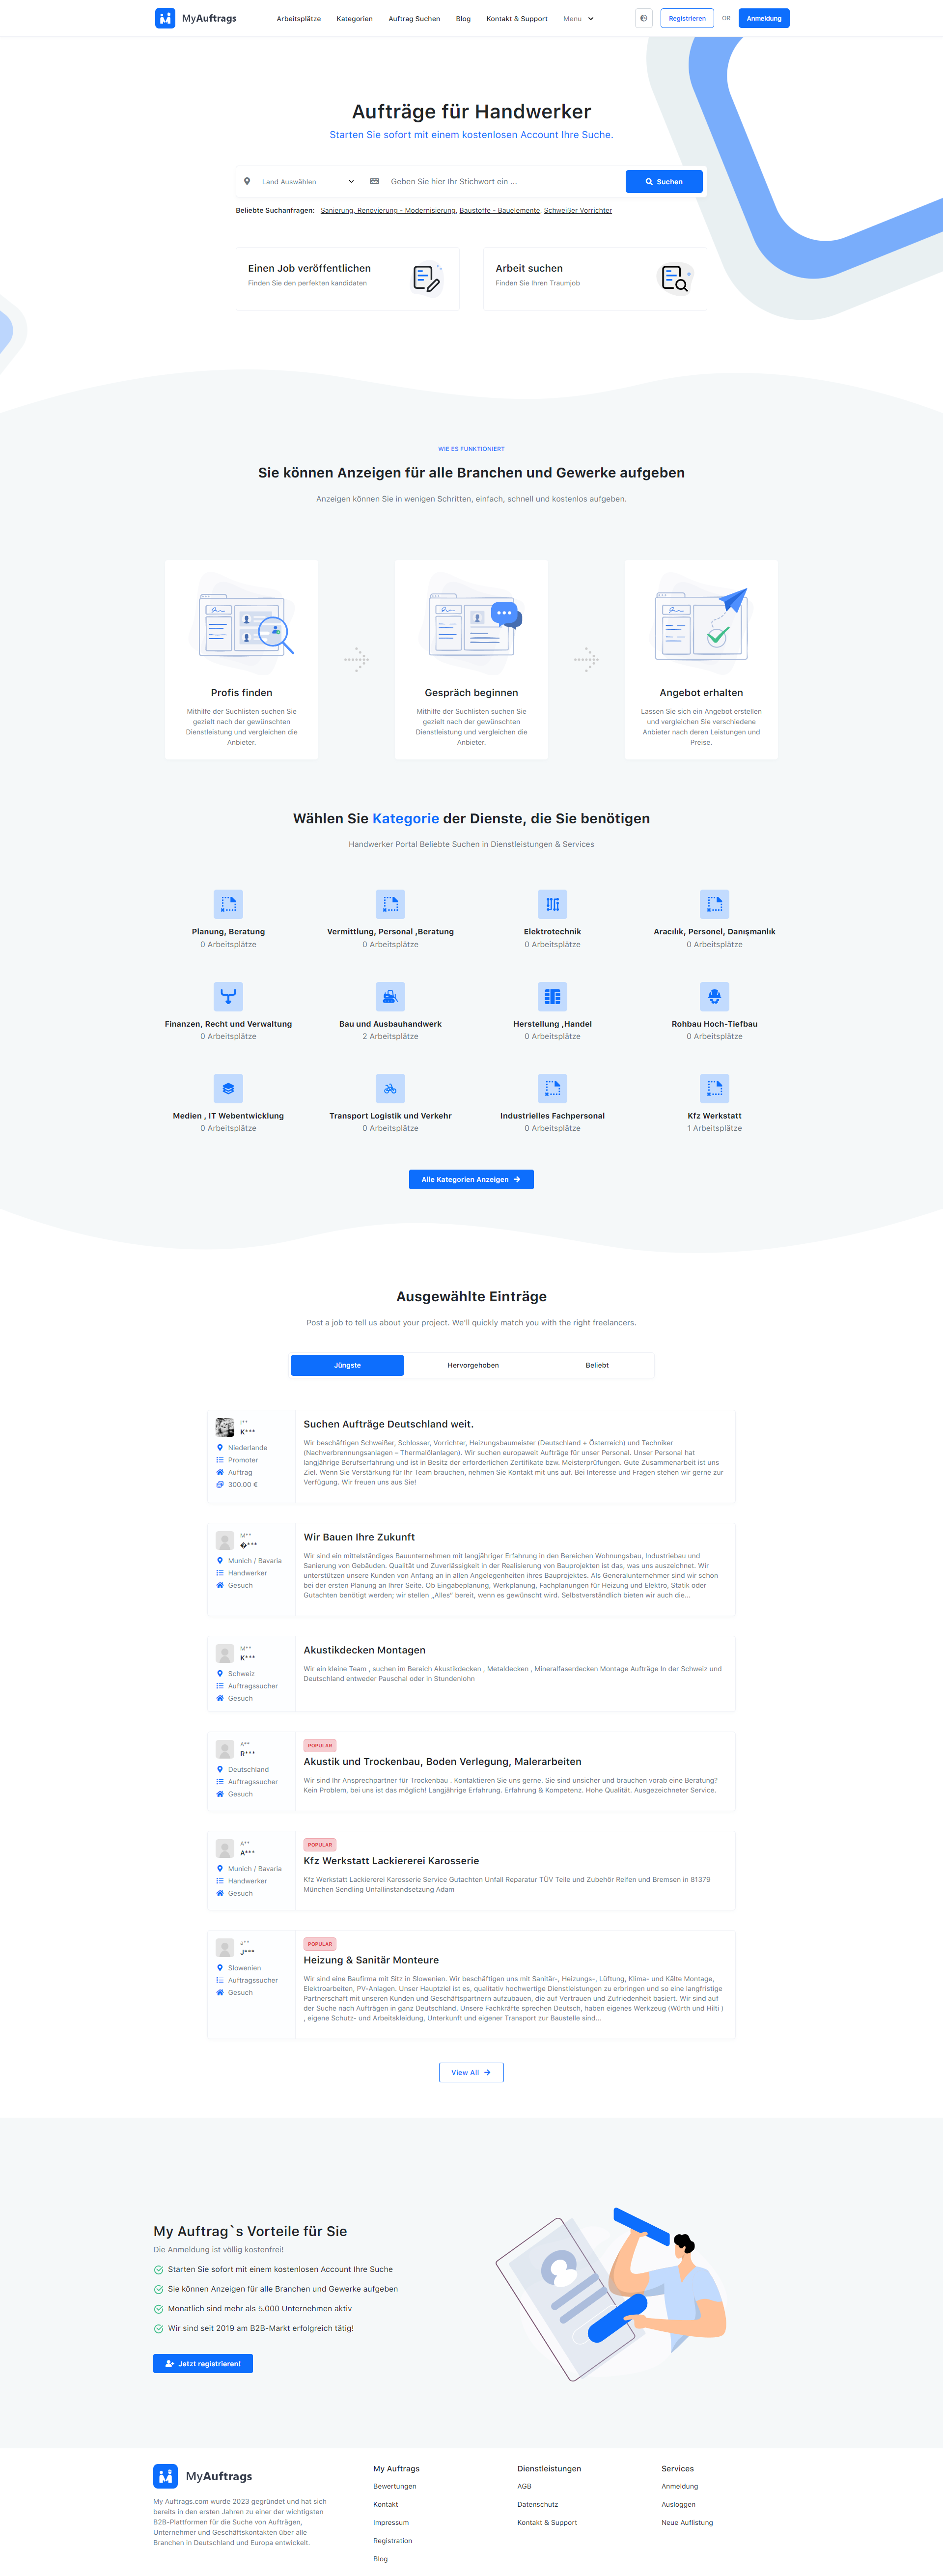 MyAuftrags
Arbeitsplätze
Kategorien
Auftrag Suchen
Blog
Kontakt & Support
Menu
Registrieren
OR
Anmeldung
Aufträge für Handwerker
Starten Sie sofort mit einem kostenlosen Account Ihre Suche.
Land Auswählen
Geben Sie hier Ihr Stichwort ein ...
Suchen
Beliebte Suchanfragen: Sanierung, Renovierung - Modernisierung, Baustoffe - Bauelemente, Schweißer Vorrichter
Einen Job veröffentlichen
Finden Sie den perfekten kandidaten
Arbeit suchen
Finden Sie Ihren Traumjob
WIE ES FUNKTIONIERT
Sie können Anzeigen für alle Branchen und Gewerke aufgeben
Anzeigen können Sie in wenigen Schritten, einfach, schnell und kostenlos aufgeben.
Profis finden
Mithilfe der Suchlisten suchen Sie
gezielt nach der gewünschten
Dienstleistung und vergleichen die
Anbieter.
Gespräch beginnen
Mithilfe der Suchlisten suchen Sie
gezielt nach der gewünschten
Dienstleistung und vergleichen die
Anbieter.
Angebot erhalten
Lassen Sie sich ein Angebot erstellen
und vergleichen Sie verschiedene
Anbieter nach deren Leistungen und
Preise.
Wählen Sie Kategorie der Dienste, die Sie benötigen
Handwerker Portal Beliebte Suchen in Dienstleistungen & Services
Planung, Beratung
0 Arbeitsplätze
Vermittlung, Personal ,Beratung
0 Arbeitsplätze
Elektrotechnik
0 Arbeitsplätze
Aracılık, Personel, Danışmanlık
0 Arbeitsplätze
Finanzen, Recht und Verwaltung
0 Arbeitsplätze
Bau und Ausbauhandwerk
2 Arbeitsplätze
Herstellung ,Handel
0 Arbeitsplätze
Rohbau Hoch-Tiefbau
0 Arbeitsplätze
Medien , IT Webentwicklung
0 Arbeitsplätze
Transport Logistik und Verkehr
0 Arbeitsplätze
Industrielles Fachpersonal
0 Arbeitsplätze
Kfz Werkstatt
1 Arbeitsplätze
Alle Kategorien Anzeigen
Ausgewählte Einträge
Post a job to tell us about your project. We'll quickly match you with the right freelancers.
Jüngste
Hervorgehoben
Beliebt
K***
Niederlande
Promoter
Auftrag
300.00 €
Suchen Aufträge Deutschland weit.
Wir beschäftigen Schweißer, Schlosser, Vorrichter, Heizungsbaumeister (Deutschland + Österreich) und Techniker
(Nachverbrennungsanlagen – Thermalölanlagen). Wir suchen europaweit Aufträge für unser Personal. Unser Personal hat
langjährige Berufserfahrung und ist in Besitz der erforderlichen Zertifikate bzw. Meisterprüfungen. Gute Zusammenarbeit ist uns
Ziel. Wenn Sie Verstärkung für Ihr Team brauchen, nehmen Sie Kontakt mit uns auf. Bei Interesse und Fragen stehen wir gerne zur
Verfügung. Wir freuen uns aus Sie!
M**
�***
Munich / Bavaria
Handwerker
Gesuch
Wir Bauen Ihre Zukunft
Wir sind ein mittelständiges Bauunternehmen mit langjähriger Erfahrung in den Bereichen Wohnungsbau, Industriebau und
Sanierung von Gebäuden. Qualität und Zuverlässigkeit in der Realisierung von Bauprojekten ist das, was uns auszeichnet. Wir
unterstützen unsere Kunden von Anfang an in allen Angelegenheiten ihres Bauprojektes. Als Generalunternehmer sind wir schon
bei der ersten Planung an Ihrer Seite. Ob Eingabeplanung, Werkplanung, Fachplanungen für Heizung und Elektro, Statik oder
Gutachten benötigt werden; wir stellen „Alles“ bereit, wenn es gewünscht wird. Selbstverständlich bieten wir auch die...
M**
K***
Schweiz
Auftragssucher
Gesuch
Akustikdecken Montagen
Wir ein kleine Team , suchen im Bereich Akustikdecken , Metaldecken , Mineralfaserdecken Montage Aufträge In der Schweiz und
Deutschland entweder Pauschal oder in Stundenlohn
A**
R***
Deutschland
Auftragssucher
Gesuch
POPULAR
Akustik und Trockenbau, Boden Verlegung, Malerarbeiten
Wir sind Ihr Ansprechpartner für Trockenbau . Kontaktieren Sie uns gerne. Sie sind unsicher und brauchen vorab eine Beratung?
Kein Problem, bei uns ist das möglich! Langjährige Erfahrung. Erfahrung & Kompetenz. Hohe Qualität. Ausgezeichneter Service.
A**
A***
Munich / Bavaria
Handwerker
Gesuch
POPULAR
Kfz Werkstatt Lackiererei Karosserie
Kfz Werkstatt Lackiererei Karosserie Service Gutachten Unfall Reparatur TÜV Teile und Zubehör Reifen und Bremsen in 81379
München Sendling Unfallinstandsetzung Adam
a**
J***
Slowenien
Auftragssucher
Gesuch
POPULAR
Heizung & Sanitär Monteure
Wir sind eine Baufirma mit Sitz in Slowenien. Wir beschäftigen uns mit Sanitär-, Heizungs-, Lüftung, Klima- und Kälte Montage,
Elektroarbeiten, PV-Anlagen. Unser Hauptziel ist es, qualitativ hochwertige Dienstleistungen zu erbringen und so eine langfristige
Partnerschaft mit unseren Kunden und Geschäftspartnern aufzubauen, die auf Vertrauen und Zufriedenheit basiert. Wir sind auf
der Suche nach Aufträgen in ganz Deutschland. Unsere Fachkräfte sprechen Deutsch, haben eigenes Werkzeug (Würth und Hilti )
, eigene Schutz- und Arbeitskleidung, Unterkunft und eigener Transport zur Baustelle sind...
View All
My Auftrag`s Vorteile für Sie
Die Anmeldung ist völlig kostenfrei!
Starten Sie sofort mit einem kostenlosen Account Ihre Suche
Sie können Anzeigen für alle Branchen und Gewerke aufgeben
Monatlich sind mehr als 5.000 Unternehmen aktiv
Wir sind seit 2019 am B2B-Markt erfolgreich tätig!
Jetzt registrieren!
MyAuftrags
My Auftrags.com wurde 2023 gegründet und hat sich
bereits in den ersten Jahren zu einer der wichtigsten
B2B-Plattformen für die Suche von Aufträgen,
Unternehmer und Geschäftskontakten über alle
Branchen in Deutschland und Europa entwickelt.
My Auftrags
Bewertungen
Kontakt
Impressum
Registration
Blog
Dienstleistungen
AGB
Datenschutz
Kontakt & Support
Services
Anmeldung
Ausloggen
Neue Auflistung